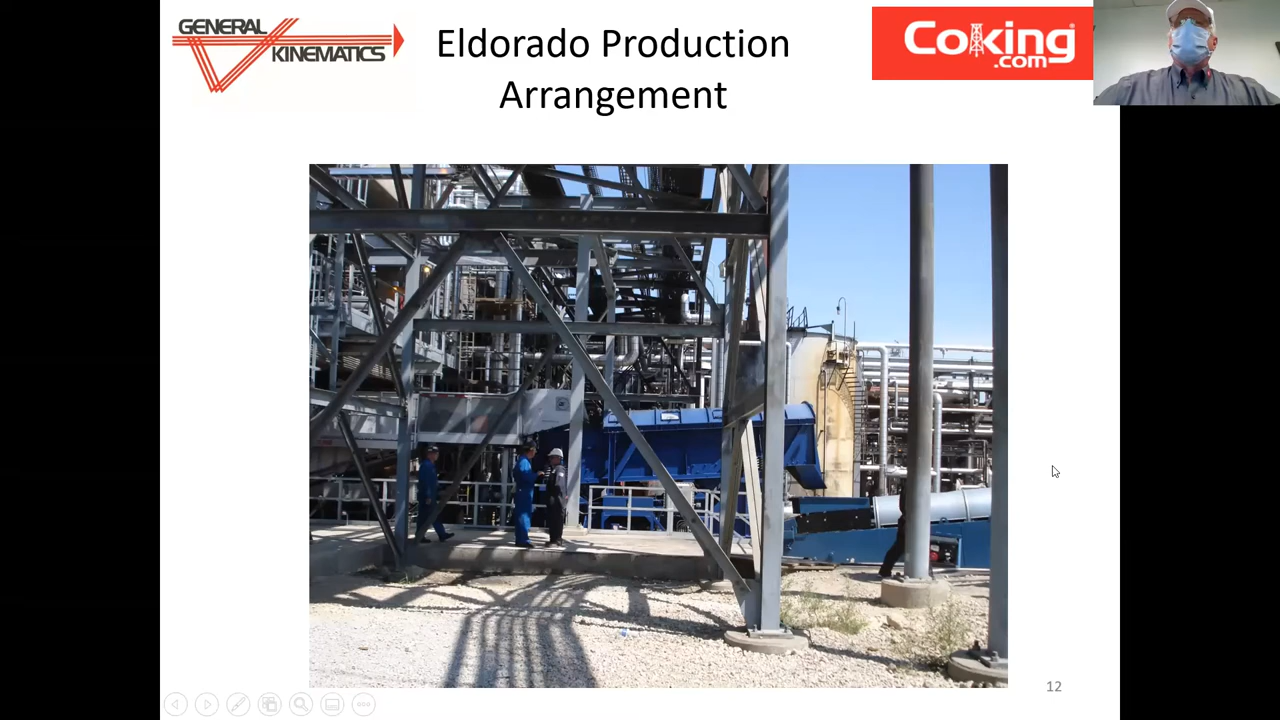 GENERAL
KINEMATICS
Eldorado Production
Arrangement
Coking
.com
12